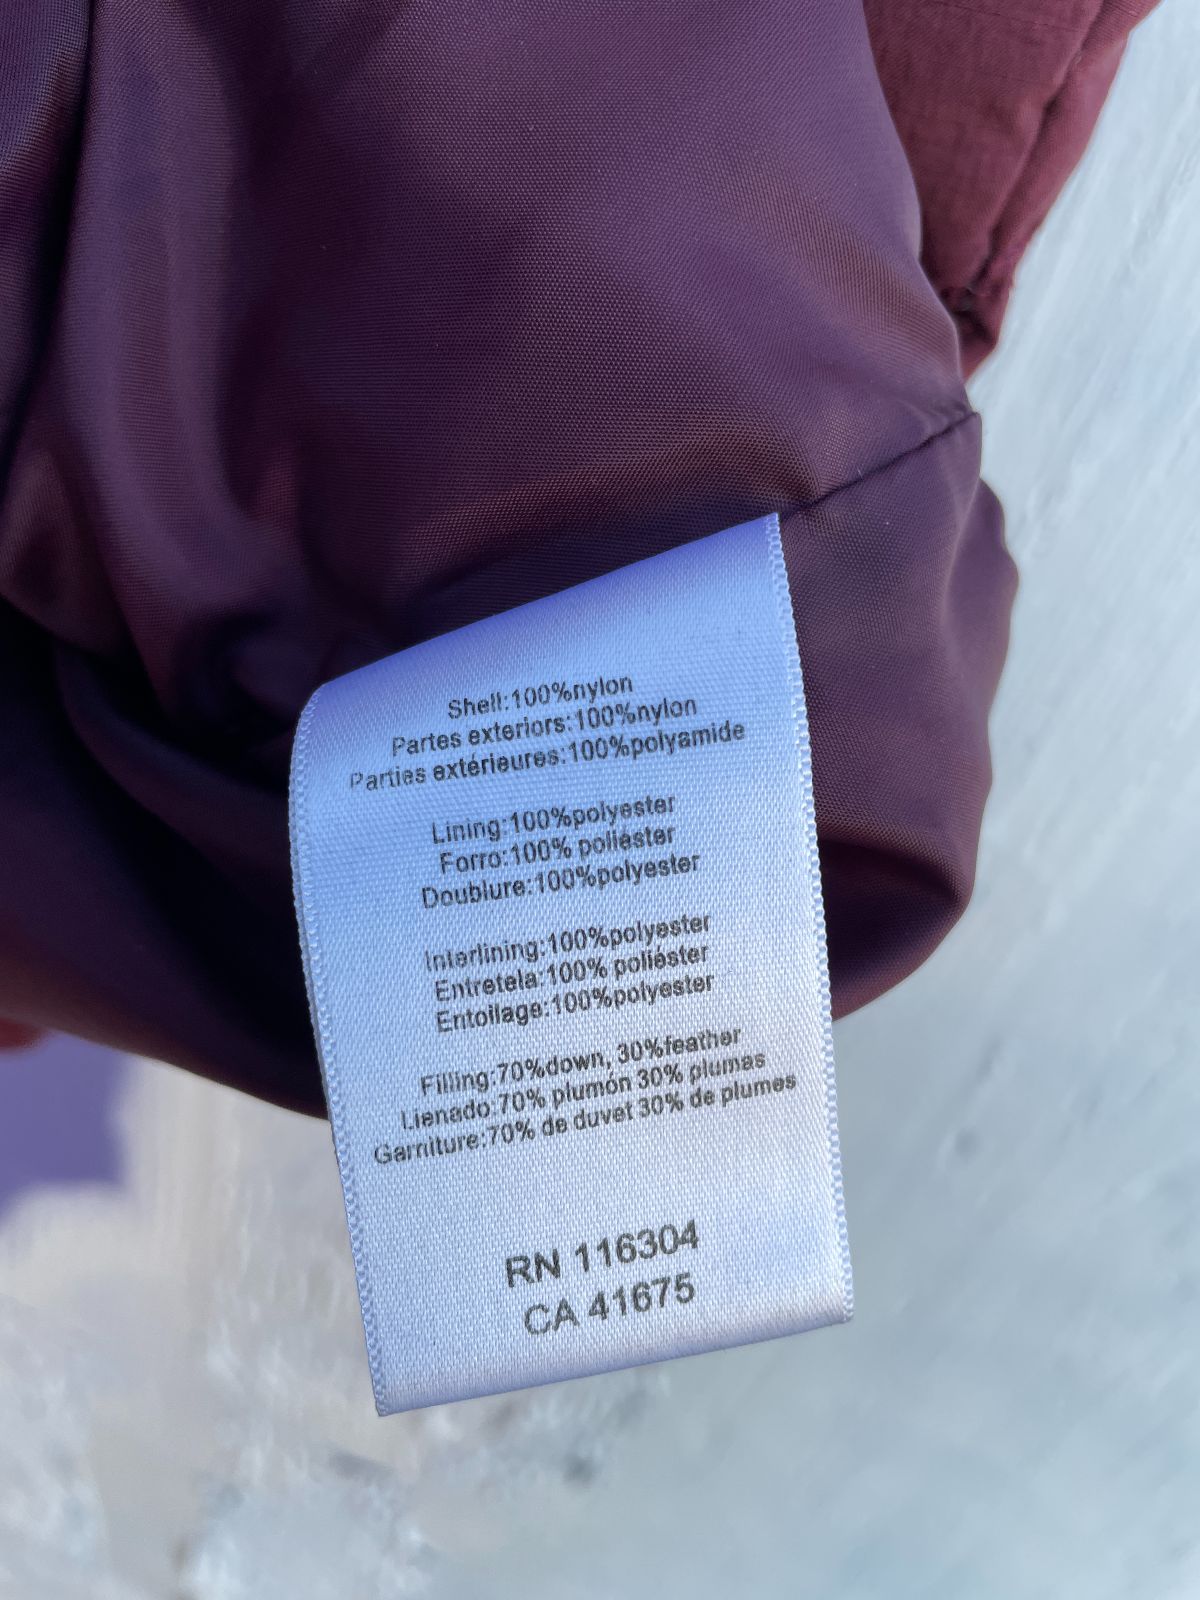 Shell:100%nylon
Partes exteriors:100%nylon
Parties extérieures:100%polyamide
Lining:100%polyester
Forro:100% poliéster
Doublure:100%polyester
Interlining:100%polyester
Entretela:100% poliéster
Entoilage:100%polyester
Filling:70%down, 30%feather
Lienado:70% plumón 30% plumas
Garniture:70% de duvet 30% de plumes
RN 116304
CA 41675